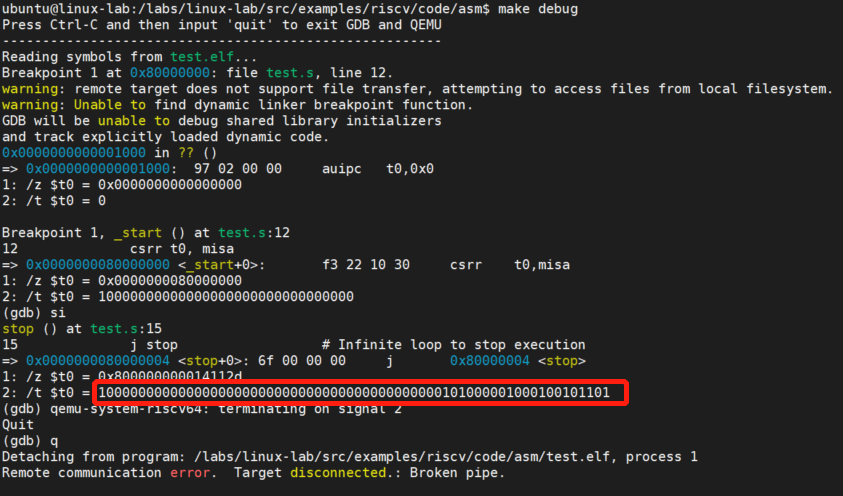 ubuntu@linux-lab:/labs/linux-lab/src/examples/riscv/code/asm$ make debug
Press Ctrl-C and then input 'quit' to exit GDB and QEMU
-------------------------------------------------------
Reading symbols from test.elf...
Breakpoint 1 at 0x80000000: file test.s, line 12.
warning: remote target does not support file transfer, attempting to access files from local filesystem.
warning: Unable to find dynamic linker breakpoint function.
GDB will be unable to debug shared library initializers
and track explicitly loaded dynamic code.
0x0000000000001000 in ?? ()
=> 0x0000000000001000: 97 02 00 00 auipc t0,0x0
1: /z $t0 = 0x0000000000000000
2: /t $t0 = 0
Breakpoint 1, _start () at test.s:12
12 csrr t0, misa
=> 0x0000000080000000 <_start+0>: f3 22 10 30 csrr t0,misa
1: /z $t0 = 0x0000000080000000
2: /t $t0 = 10000000000000000000000000000000
(gdb) si
stop () at test.s:15
15 j stop # Infinite loop to stop execution
=> 0x0000000080000004 <stop+0>: 6f 00 00 00 j 0x80000004 <stop>
1: /z $t0 = 0x800000000014112d
2: /t $t0 = 1000000000000000000000000000000000000000000101000001000100101101
(gdb) qemu-system-riscv64: terminating on signal 2
Quit
(gdb) q
Detaching from program: /labs/linux-lab/src/examples/riscv/code/asm/test.elf, process 1
Remote communication error.  Target disconnected.: Broken pipe.